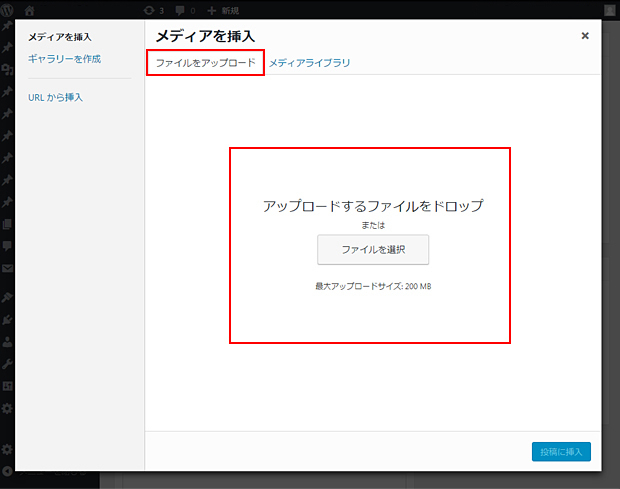 3 0 新規
メディアを挿入
ギャラリーを作成
URL から挿入
メディアを挿入
ファイルをアップロード メディアライブラリ
アップロードするファイルをドロップ
または
ファイルを選択
最大アップロードサイズ: 200 MB
投稿に挿入